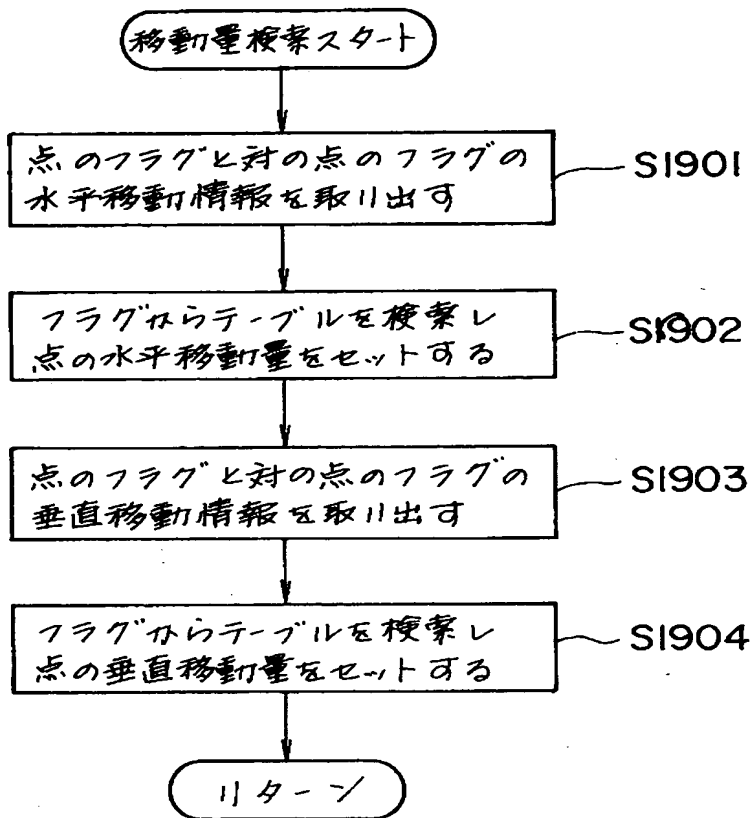 移動量検索スタート
点のフラグと対の点のフラグの
水平移動情報を取り出す
S1901
フラグからテーブルを検索し
点の水平移動量をセットする
S1902
点のフラグと対の点のフラグの
垂直移動情報を取り出す
S1903
フラグからテーブルを検索し
点の垂直移動量をセットする
S1904
リターン